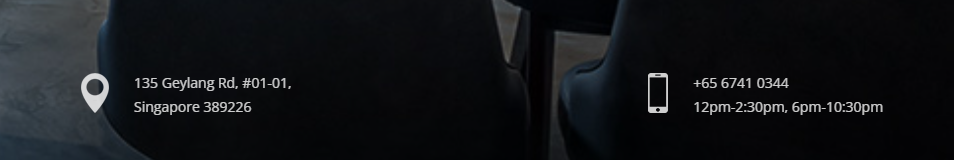 135 Geylang Rd, #01-01,
Singapore 389226
+65 6741 0344
12pm-2:30pm, 6pm-10:30pm